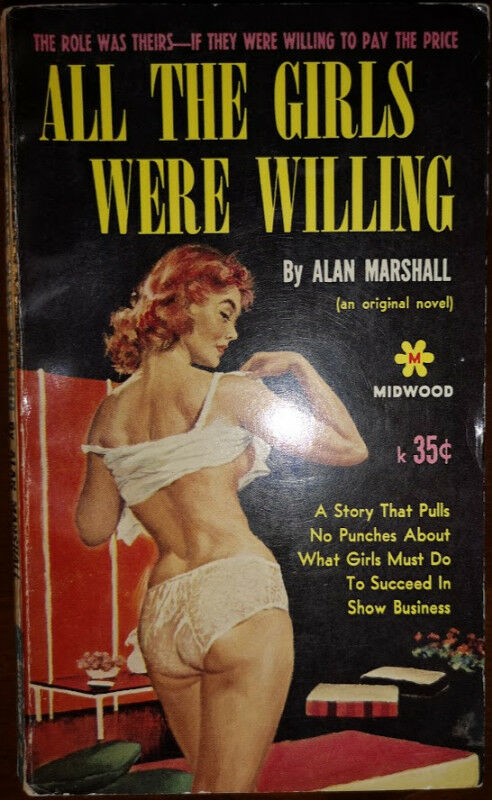 THE ROLE WAS THEIRS—IF THEY WERE WILLING TO PAY THE PRICE
ALL THE GIRLS
WERE WILLING
By ALAN MARSHALL
(an original novel)
M
MIDWOOD
k 35¢
A Story That Pulls
No Punches About
What Girls Must Do
To Succeed In
Show Business